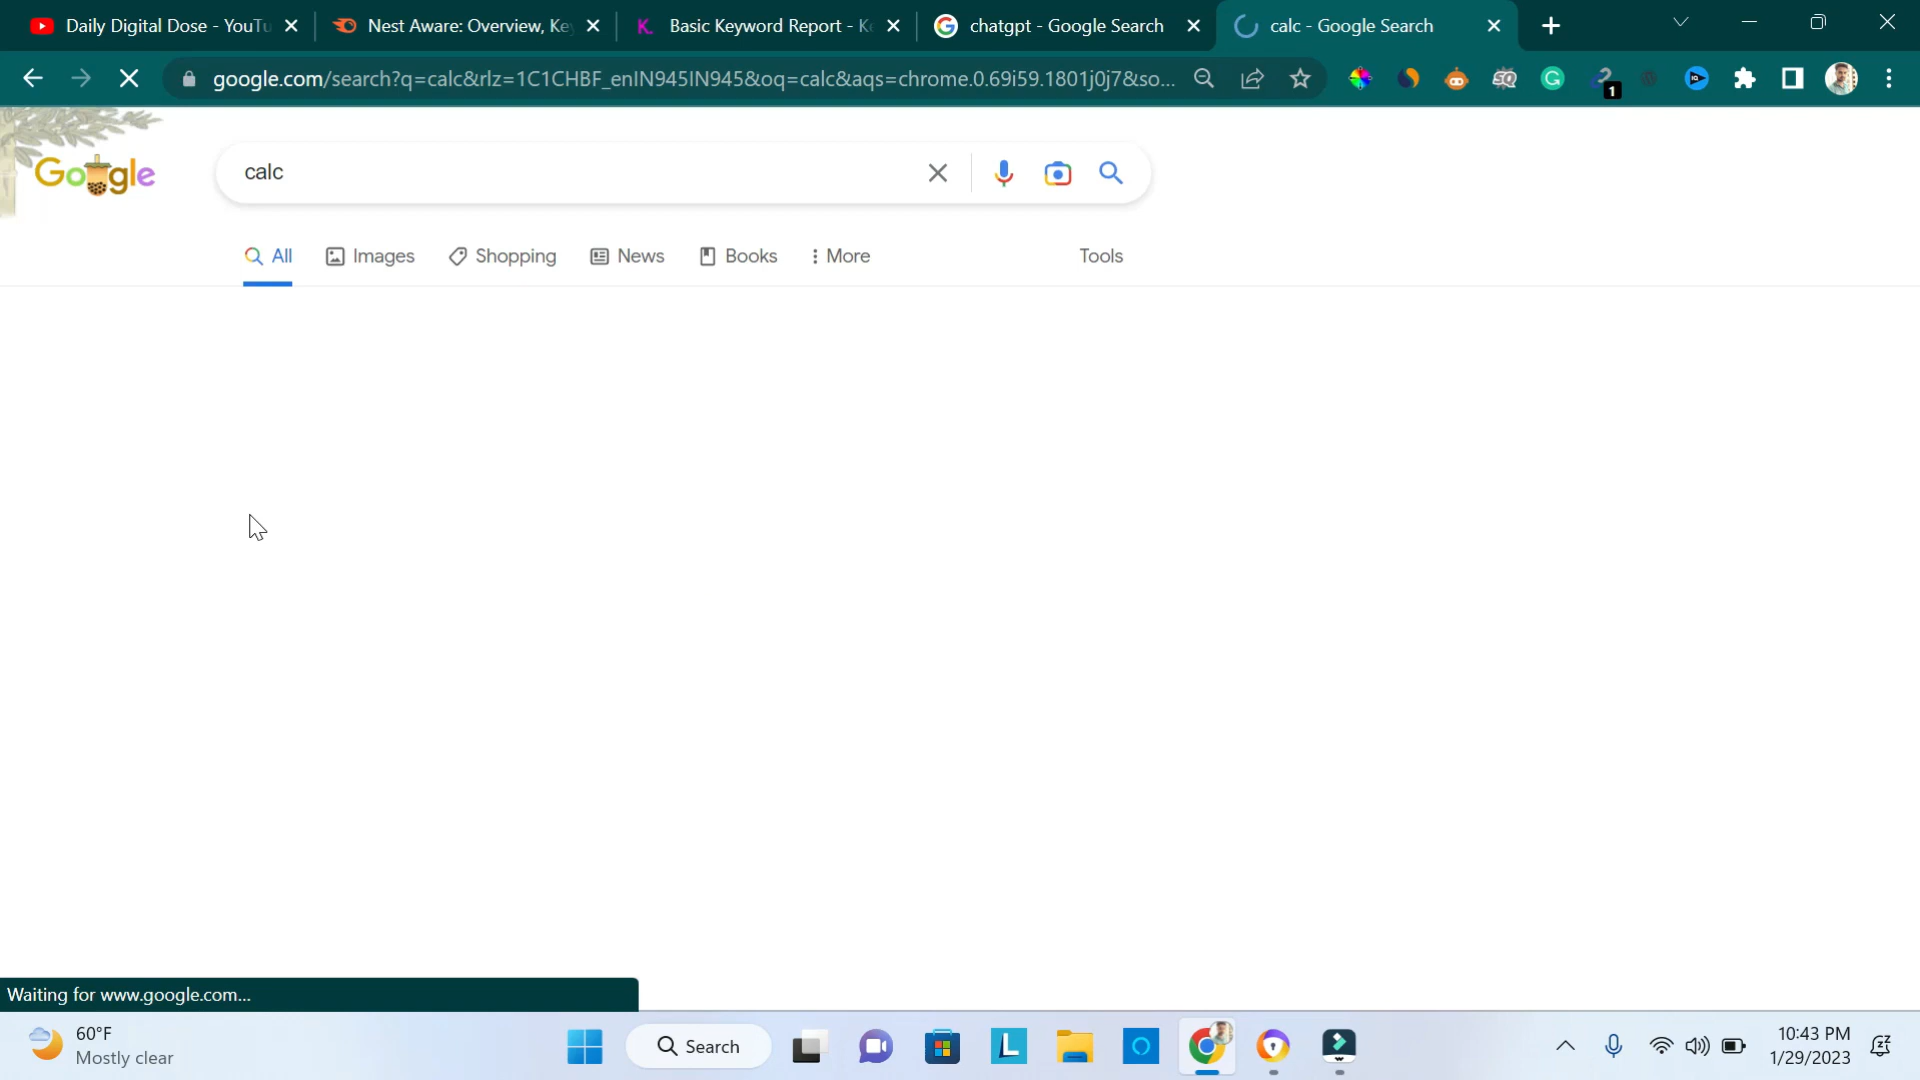 Daily Digital Dose - YouTu
Nest Aware: Overview, Ke
K. Basic Keyword Report - Ke
chatgpt - Google Search
calc - Google Search
google.com/search?q=calc&rlz=1C1CHBF_enIN945IN945&oq=calc&aqs=chrome.0.69i59.1801j0j7&so...
SQ
1
Google
calc
All
Images
Shopping
News
Books
More
Tools
Waiting for www.google.com...
60°F
Mostly clear
Search
L
10:43 PM
1/29/2023